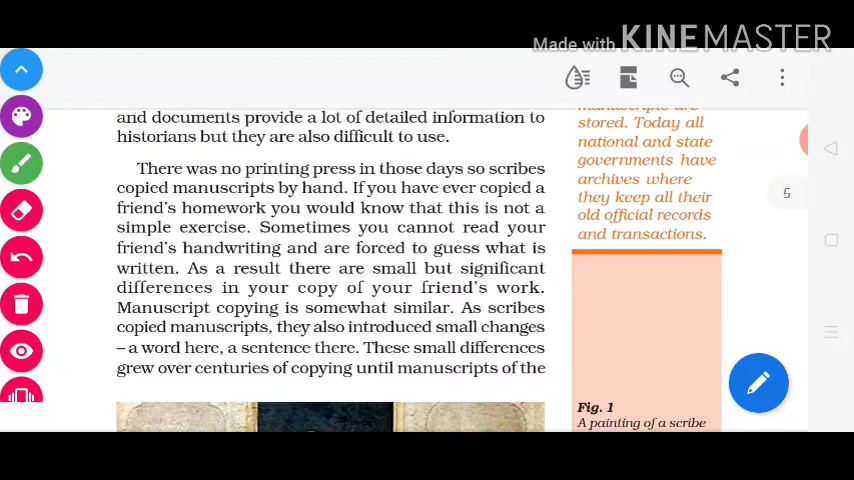 Made with KINEMASTER
and documents provide a lot of detailed information to
historians but they are also difficult to use.
There was no printing press in those days so scribes
copied manuscripts by hand. If you have ever copied a
friend's homework you would know that this is not a
simple exercise. Sometimes you cannot read your
friend's handwriting and are forced to guess what is
written. As a result there are small but significant
differences in your copy of your friend's work.
Manuscript copying is somewhat similar. As scribes
copied manuscripts, they also introduced small changes
– a word here, a sentence there. These small differences
grew over centuries of copying until manuscripts of the
manuscripts are
stored. Today all
national and state
governments have
archives where
they keep all their
old official records
and transactions.
5
Fig. 1
A painting of a scribe